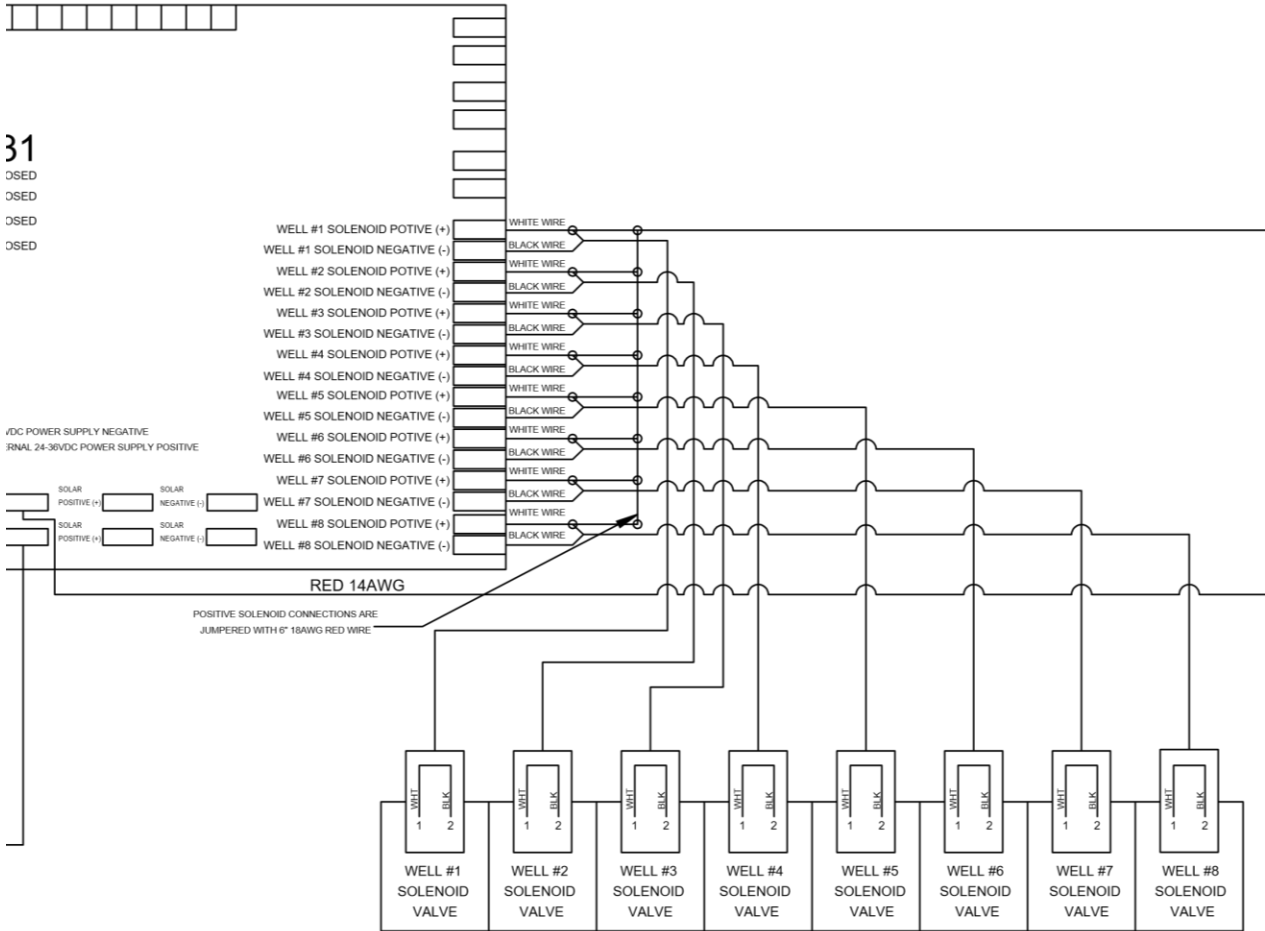 31
OSED
OSED
OSED
OSED
WELL #1 SOLENOID POTIVE (+)
WHITE WIRE
WELL #1 SOLENOID NEGATIVE (-)
BLACK WIRE
WELL #2 SOLENOID POTIVE (+)
WHITE WIRE
WELL #2 SOLENOID NEGATIVE (-)
BLACK WIRE
WELL #3 SOLENOID POTIVE (+)
WHITE WIRE
WELL #3 SOLENOID NEGATIVE (-)
BLACK WIRE
WELL #4 SOLENOID POTIVE (+)
WHITE WIRE
WELL #4 SOLENOID NEGATIVE (-)
BLACK WIRE
WELL #5 SOLENOID POTIVE (+)
WHITE WIRE
WELL #5 SOLENOID NEGATIVE (-)
BLACK WIRE
WELL #6 SOLENOID POTIVE (+)
WHITE WIRE
WELL #6 SOLENOID NEGATIVE (-)
BLACK WIRE
WELL #7 SOLENOID POTIVE (+)
WHITE WIRE
WELL #7 SOLENOID NEGATIVE (-)
BLACK WIRE
WELL #8 SOLENOID POTIVE (+)
WHITE WIRE
WELL #8 SOLENOID NEGATIVE (-)
BLACK WIRE
VDC POWER SUPPLY NEGATIVE
ERNAL 24-36VDC POWER SUPPLY POSITIVE
SOLAR
POSITIVE (+)
SOLAR
NEGATIVE (-)
SOLAR
POSITIVE (+)
SOLAR
NEGATIVE (-)
RED 14AWG
POSITIVE SOLENOID CONNECTIONS ARE
JUMPERED WITH 6" 18AWG RED WIRE
WHT BLK
1 2
WELL #1
SOLENOID
VALVE
WHT BLK
1 2
WELL #2
SOLENOID
VALVE
WHT BLK
1 2
WELL #3
SOLENOID
VALVE
WHT BLK
1 2
WELL #4
SOLENOID
VALVE
WHT BLK
1 2
WELL #5
SOLENOID
VALVE
WHT BLK
1 2
WELL #6
SOLENOID
VALVE
WHT BLK
1 2
WELL #7
SOLENOID
VALVE
WHT BLK
1 2
WELL #8
SOLENOID
VALVE